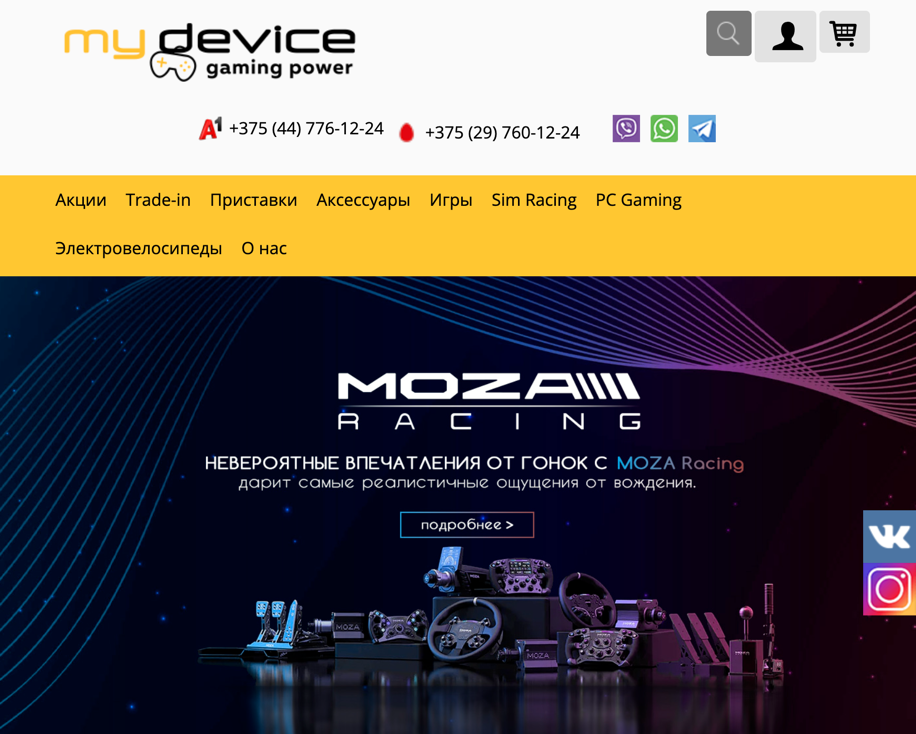 my device
gaming power
A1 +375 (44) 776-12-24 +375 (29) 760-12-24
Акции Trade-in Приставки Аксессуары Игры Sim Racing PC Gaming
Электровелосипеды О нас
MOZA
RACING
НЕВЕРОЯТНЫЕ ВПЕЧАТЛЕНИЯ ОТ ГОНОК С MOZA Racing
дарит самые реалистичные ощущения от вождения.
подробнее >
MOZA
MOZA